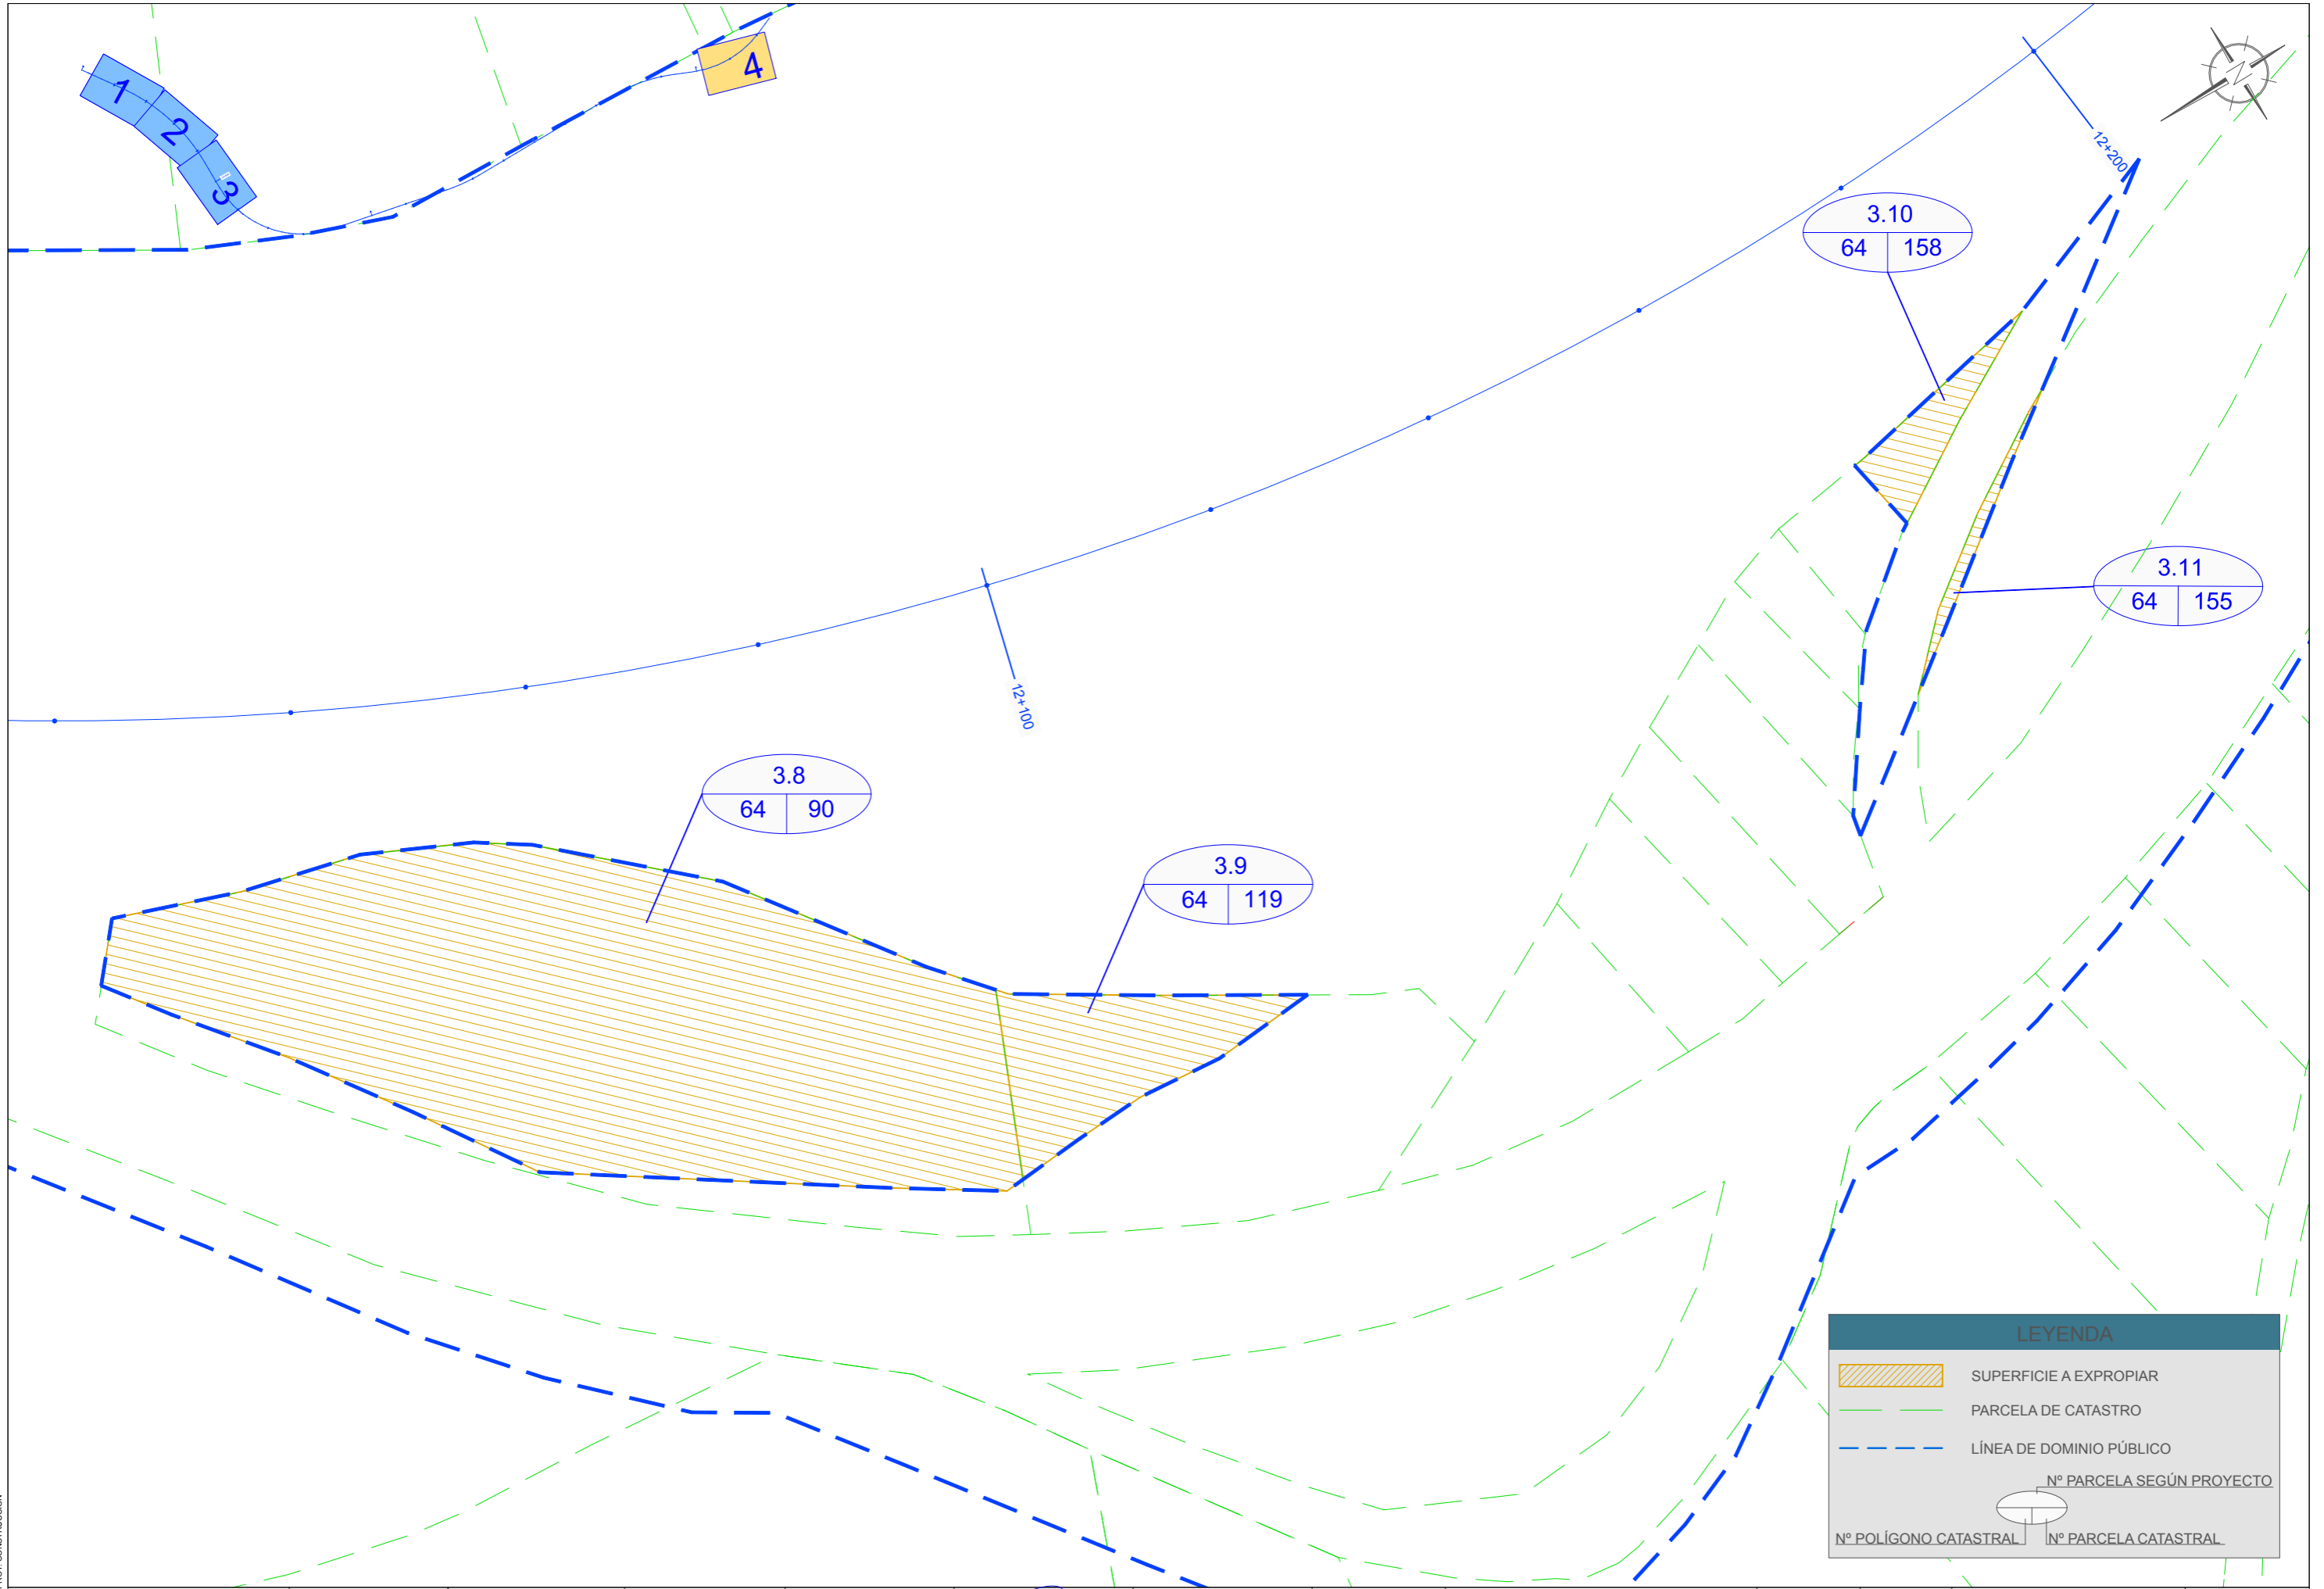 1
2
3
4
12+200
3.10
64 158
3.11
64 155
12+100
3.8
64 90
3.9
64 119
LEYENDA
SUPERFICIE A EXPROPIAR
PARCELA DE CATASTRO
LÍNEA DE DOMINIO PÚBLICO
Nº PARCELA SEGÚN PROYECTO
Nº POLÍGONO CATASTRAL Nº PARCELA CATASTRAL